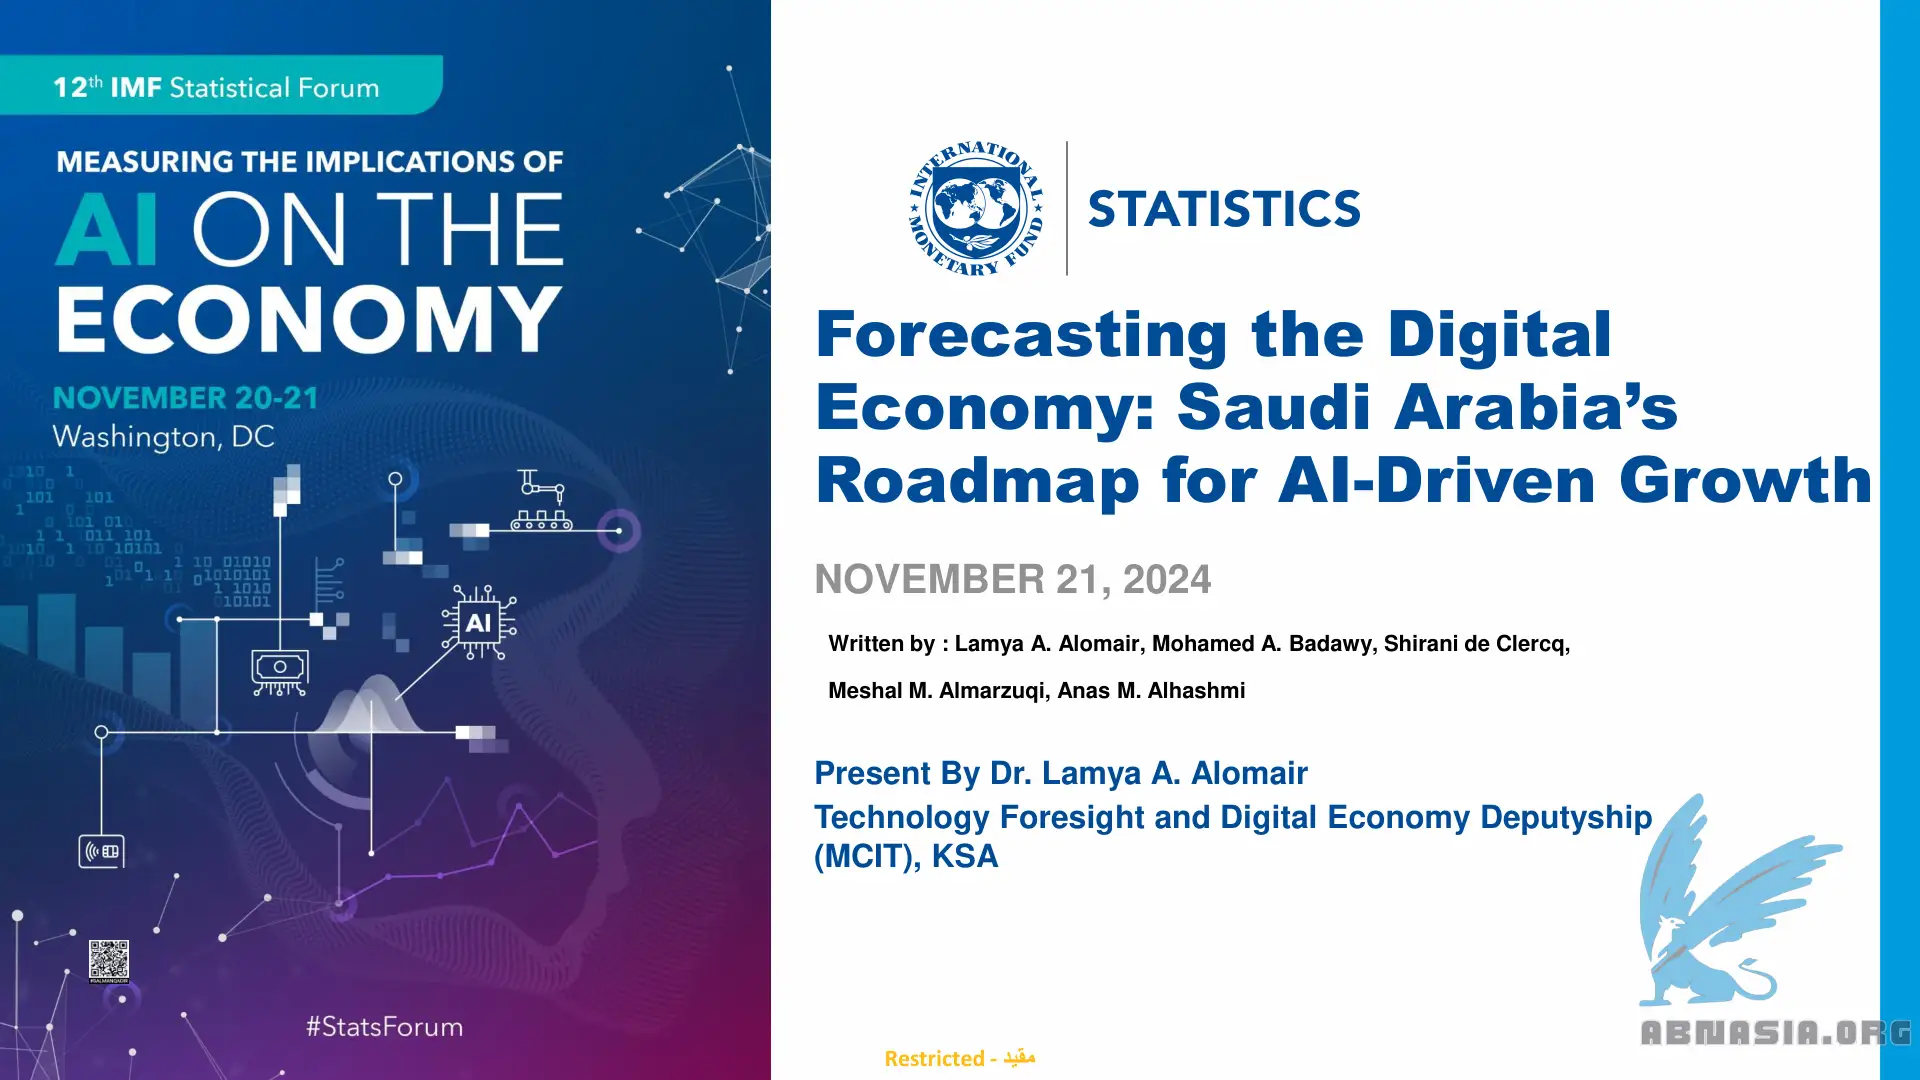 12th IMF Statistical Forum
MEASURING THE IMPLICATIONS OF
AI ON THE
ECONOMY
NOVEMBER 20-21
Washington, DC
AI
#SALMANQADIR
#StatsForum
INTERNATIONAL MONETARY FUND
STATISTICS
Forecasting the Digital
Economy: Saudi Arabia’s
Roadmap for AI-Driven Growth
NOVEMBER 21, 2024
Written by : Lamya A. Alomair, Mohamed A. Badawy, Shirani de Clercq,
Meshal M. Almarzuqi, Anas M. Alhashmi
Present By Dr. Lamya A. Alomair
Technology Foresight and Digital Economy Deputyship
(MCIT), KSA
ABNASIA.ORG
Restricted - مقيد